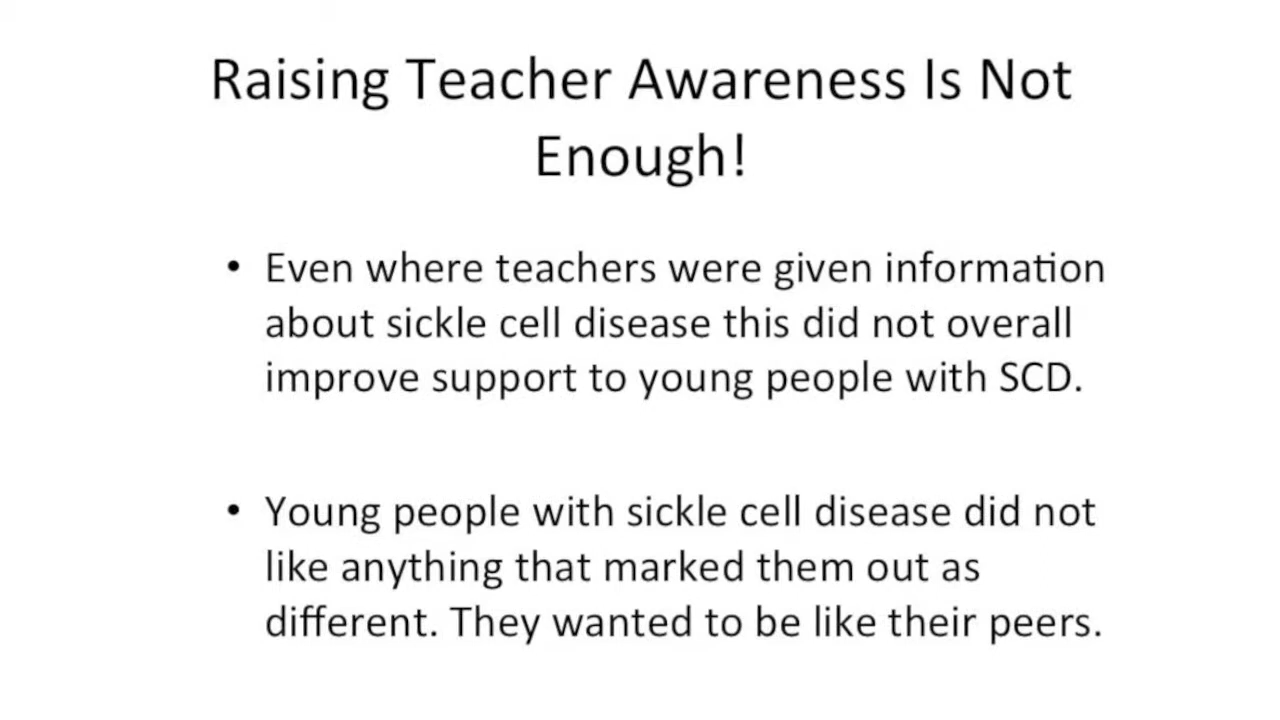 Raising Teacher Awareness Is Not
Enough!
• Even where teachers were given information
about sickle cell disease this did not overall
improve support to young people with SCD.
• Young people with sickle cell disease did not
like anything that marked them out as
different. They wanted to be like their peers.